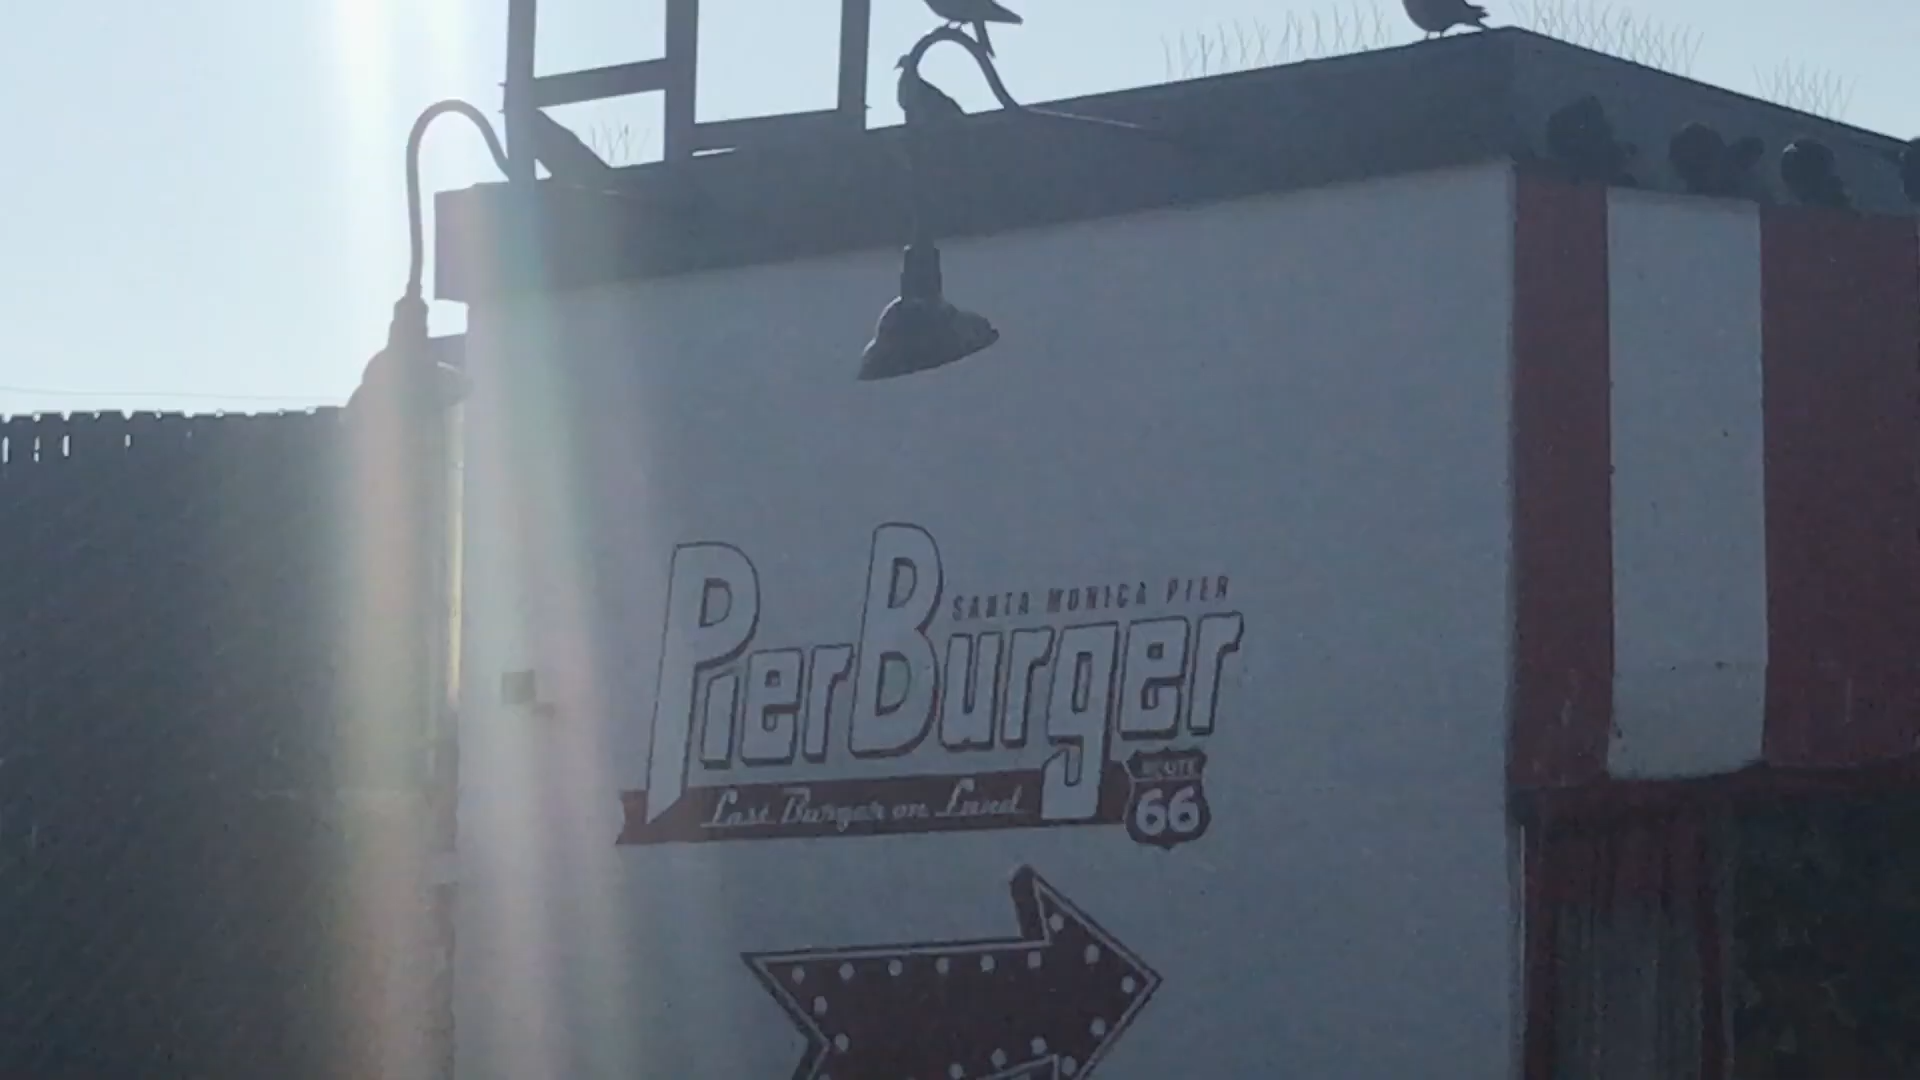 SANTA MONICA PIER
PierBurger
Last Burger on Land
ROUTE
66